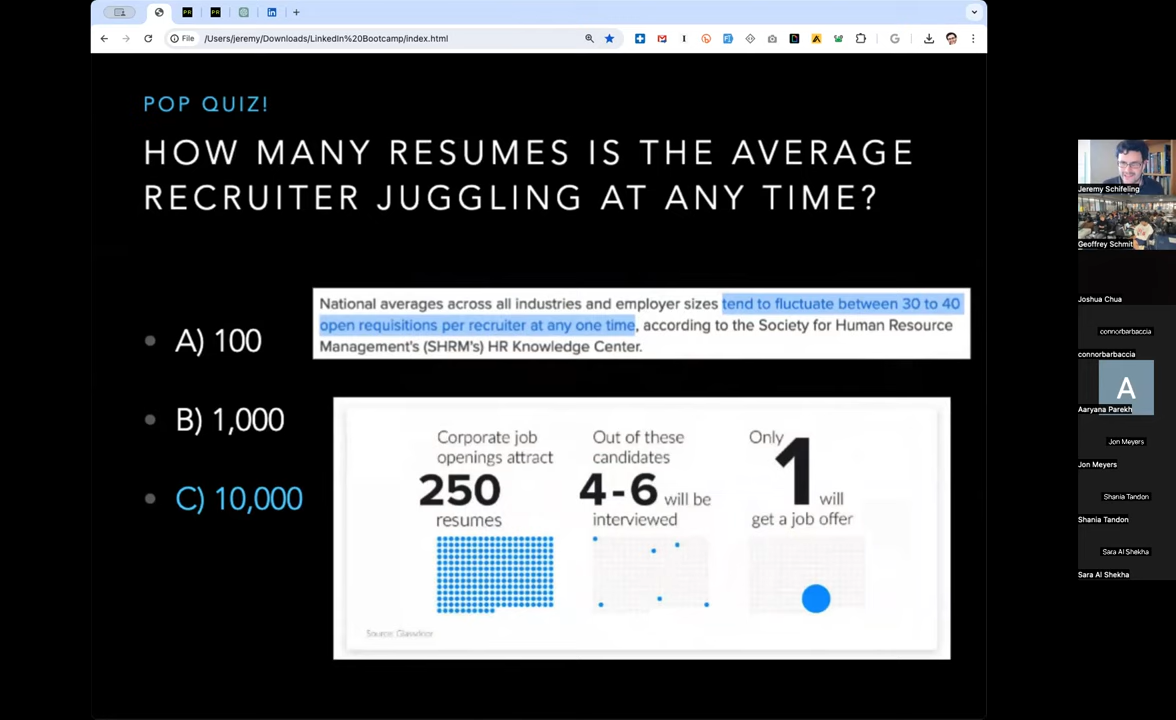 File
/Users/jeremy/Downloads/LinkedIn%20Bootcamp/index.html
POP QUIZ!
HOW MANY RESUMES IS THE AVERAGE
RECRUITER JUGGLING AT ANY TIME?
National averages across all industries and employer sizes tend to fluctuate between 30 to 40
open requisitions per recruiter at any one time, according to the Society for Human Resource
Management's (SHRM's) HR Knowledge Center.
A) 100
B) 1,000
C) 10,000
Corporate job
openings attract
250
resumes
Out of these
candidates
4-6 will be
interviewed
Only
1 will
get a job offer
Source: Glassdoor
Jeremy Schifeling
Geoffrey Schmit
Joshua Chua
connorbarbaccia
connorbarbaccia
A
Aaryana Parekh
Jon Meyers
Jon Meyers
Shania Tandon
Shania Tandon
Sara Al Shekha
Sara Al Shekha